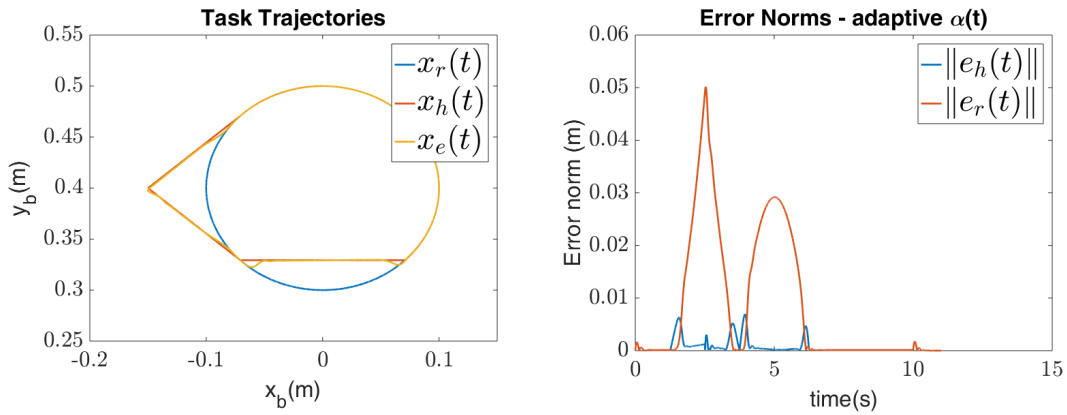 Task Trajectories
0.55
0.5
0.45
0.4
0.35
0.3
0.25
-0.2
-0.1
0
0.1
y_b(m)
x_b(m)
x_r(t)
x_h(t)
x_e(t)
Error Norms - adaptive α(t)
0.06
0.05
0.04
0.03
0.02
0.01
0
0
5
10
15
Error norm (m)
time(s)
||e_h(t)||
||e_r(t)||